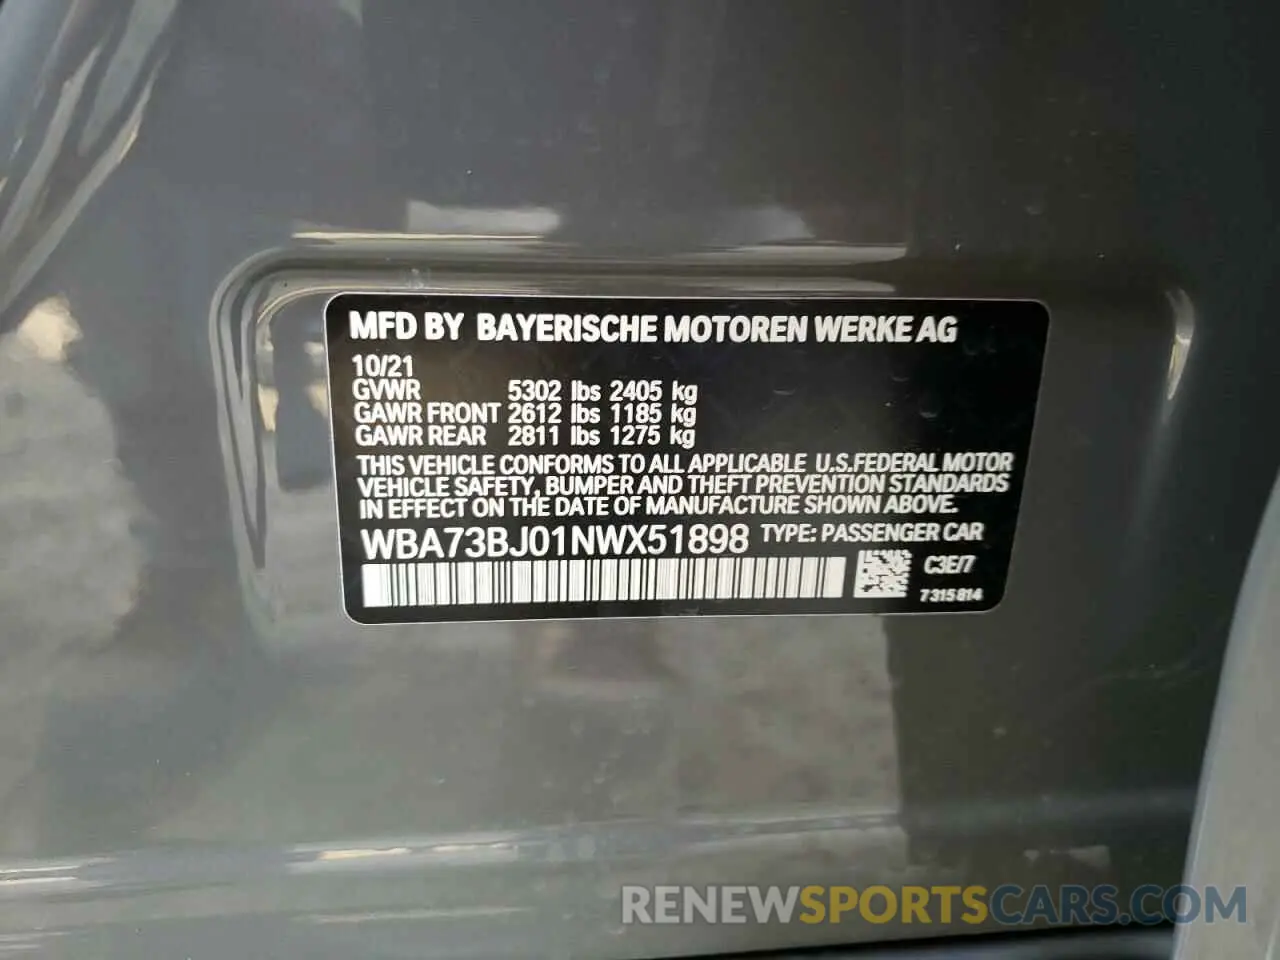 MFD BY BAYERISCHE MOTOREN WERKE AG
10/21
GVWR 5302 lbs 2405 kg
GAWR FRONT 2612 lbs 1185 kg
GAWR REAR 2811 lbs 1275 kg
THIS VEHICLE CONFORMS TO ALL APPLICABLE U.S.FEDERAL MOTOR
VEHICLE SAFETY, BUMPER AND THEFT PREVENTION STANDARDS
IN EFFECT ON THE DATE OF MANUFACTURE SHOWN ABOVE.
WBA73BJ01NWX51898 TYPE: PASSENGER CAR
C3E/7
7315814
RENEWSPORTSCARS.COM